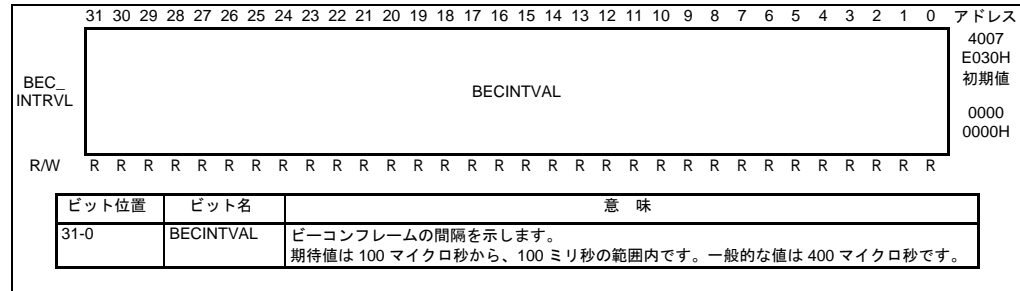 31 30 29 28 27 26 25 24 23 22 21 20 19 18 17 16 15 14 13 12 11 10 9 8 7 6 5 4 3 2 1 0 アドレス
BEC_
INTRVL
BECINTVAL
4007
E030H
初期値
0000
0000H
R/W R R R R R R R R R R R R R R R R R R R R R R R R R R R R R R R R
ビット位置 ビット名 意 味
31-0 BECINTVAL ビーコンフレームの間隔を示します。
期待値は 100 マイクロ秒から、100 ミリ秒の範囲内です。一般的な値は 400 マイクロ秒です。